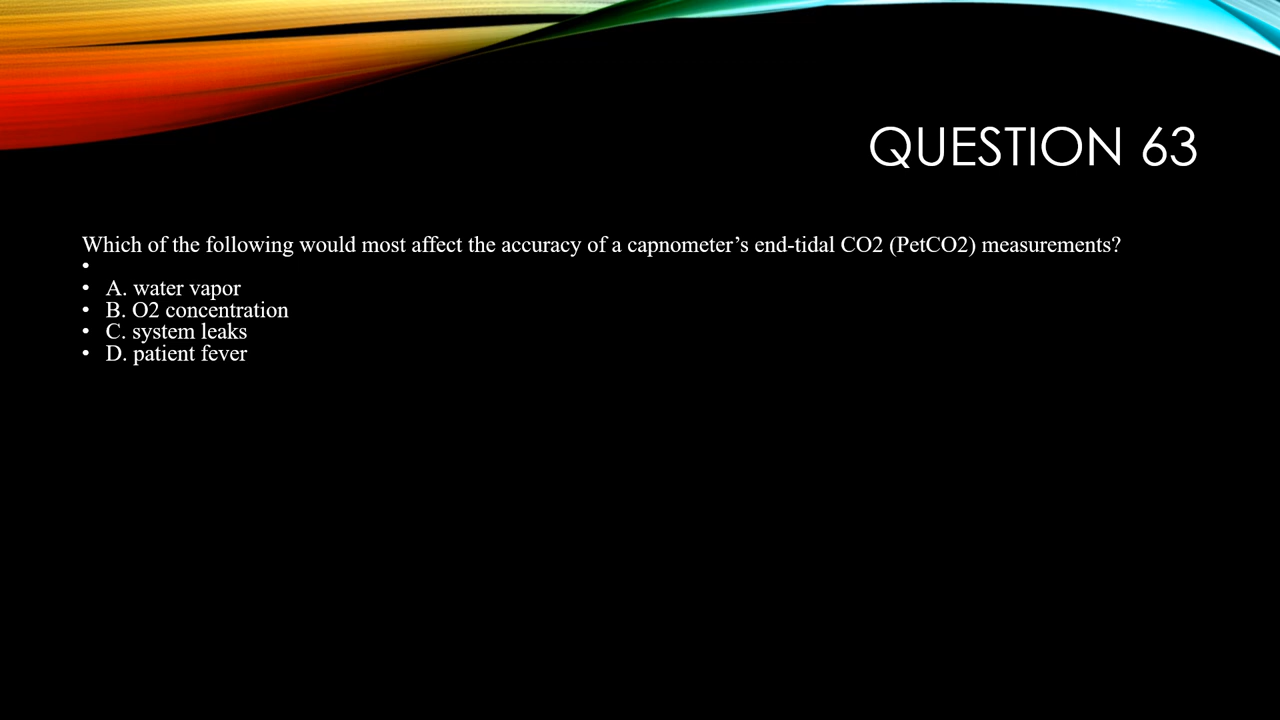 QUESTION 63
Which of the following would most affect the accuracy of a capnometer’s end-tidal CO2 (PetCO2) measurements?
•
• A. water vapor
• B. O2 concentration
• C. system leaks
• D. patient fever